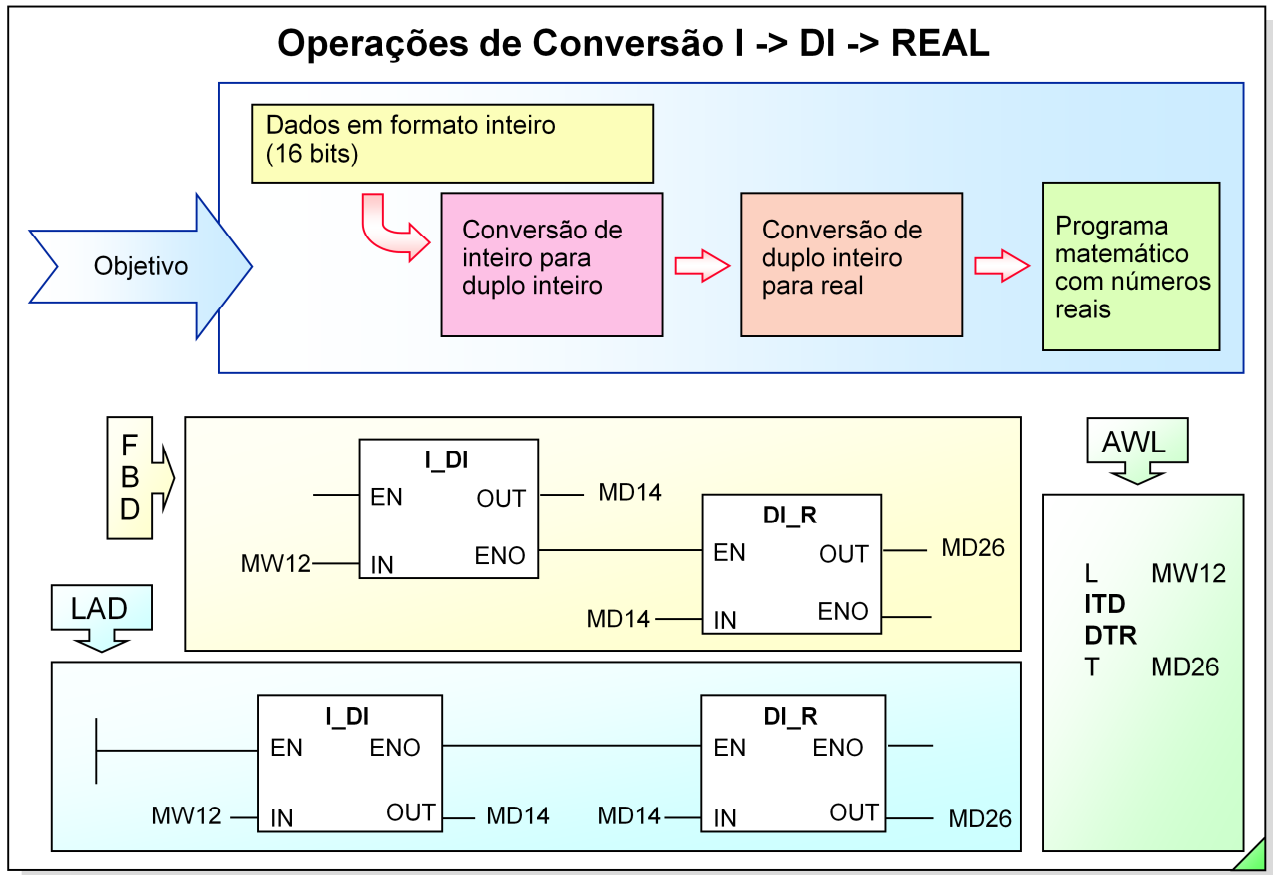 Operações de Conversão I -> DI -> REAL
Dados em formato inteiro
(16 bits)
Objetivo
Conversão de
inteiro para
duplo inteiro
Conversão de
duplo inteiro
para real
Programa
matemático
com números
reais
F
B
D
I_DI
EN
OUT
MD14
MW12
IN
ENO
DI_R
EN
OUT
MD26
MD14
IN
ENO
LAD
I_DI
EN
ENO
MW12
IN
OUT
MD14
DI_R
EN
ENO
MD14
IN
OUT
MD26
AWL
L MW12
ITD
DTR
T MD26